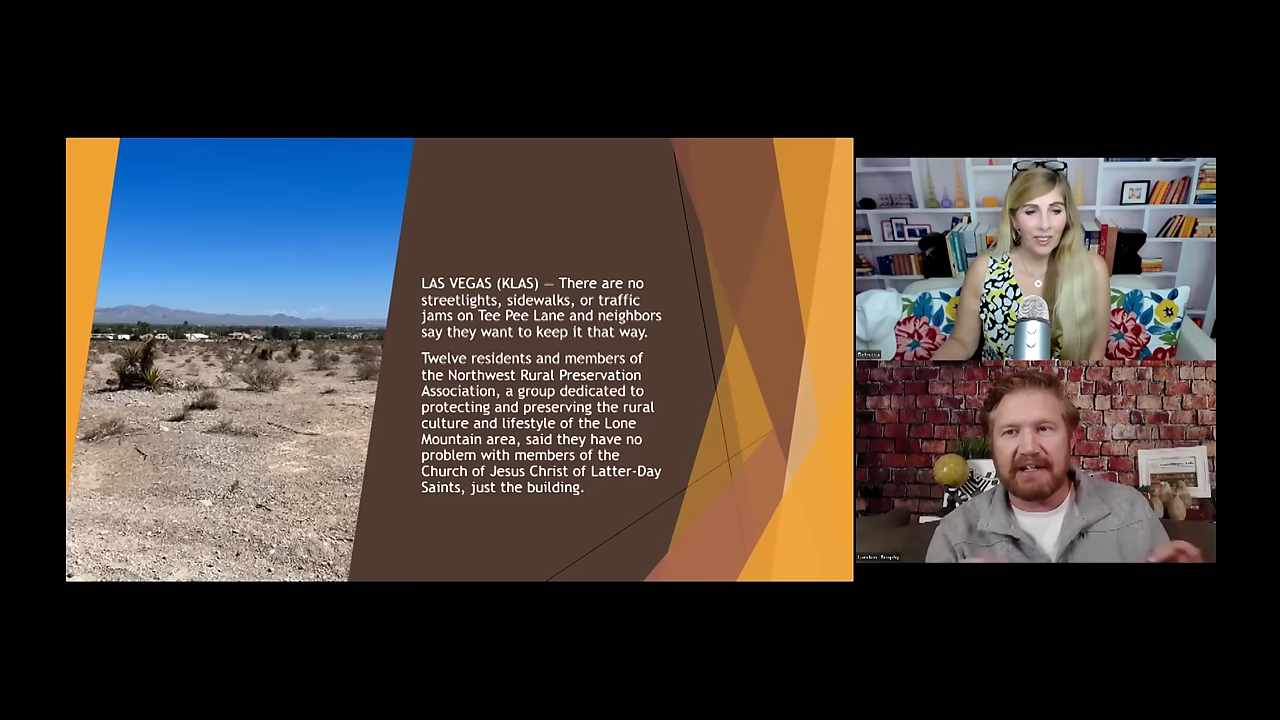 LAS VEGAS (KLAS) — There are no
streetlights, sidewalks, or traffic
jams on Tee Pee Lane and neighbors
say they want to keep it that way.
Twelve residents and members of
the Northwest Rural Preservation
Association, a group dedicated to
protecting and preserving the rural
culture and lifestyle of the Lone
Mountain area, said they have no
problem with members of the
Church of Jesus Christ of Latter-Day
Saints, just the building.
Rebecca
Landon Brophy